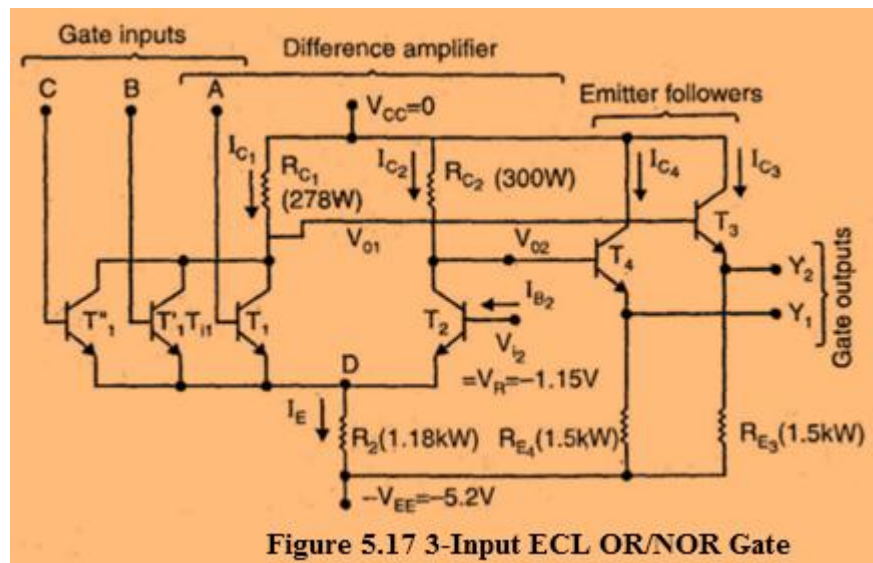 Gate inputs
Difference amplifier
C
B
A
V_CC=0
Emitter followers
I_C1
R_C1
(278W)
I_C2
R_C2 (300W)
I_C4
I_C3
V_01
V_02
T_3
T_4
T"_1
T'_1 T_i1
T_1
T_2
I_B2
V_i2
=V_R=-1.15V
D
I_E
R_2(1.18kW)
R_E4(1.5kW)
R_E3(1.5kW)
Y_2
Y_1
Gate outputs
-V_EE=-5.2V
Figure 5.17 3-Input ECL OR/NOR Gate